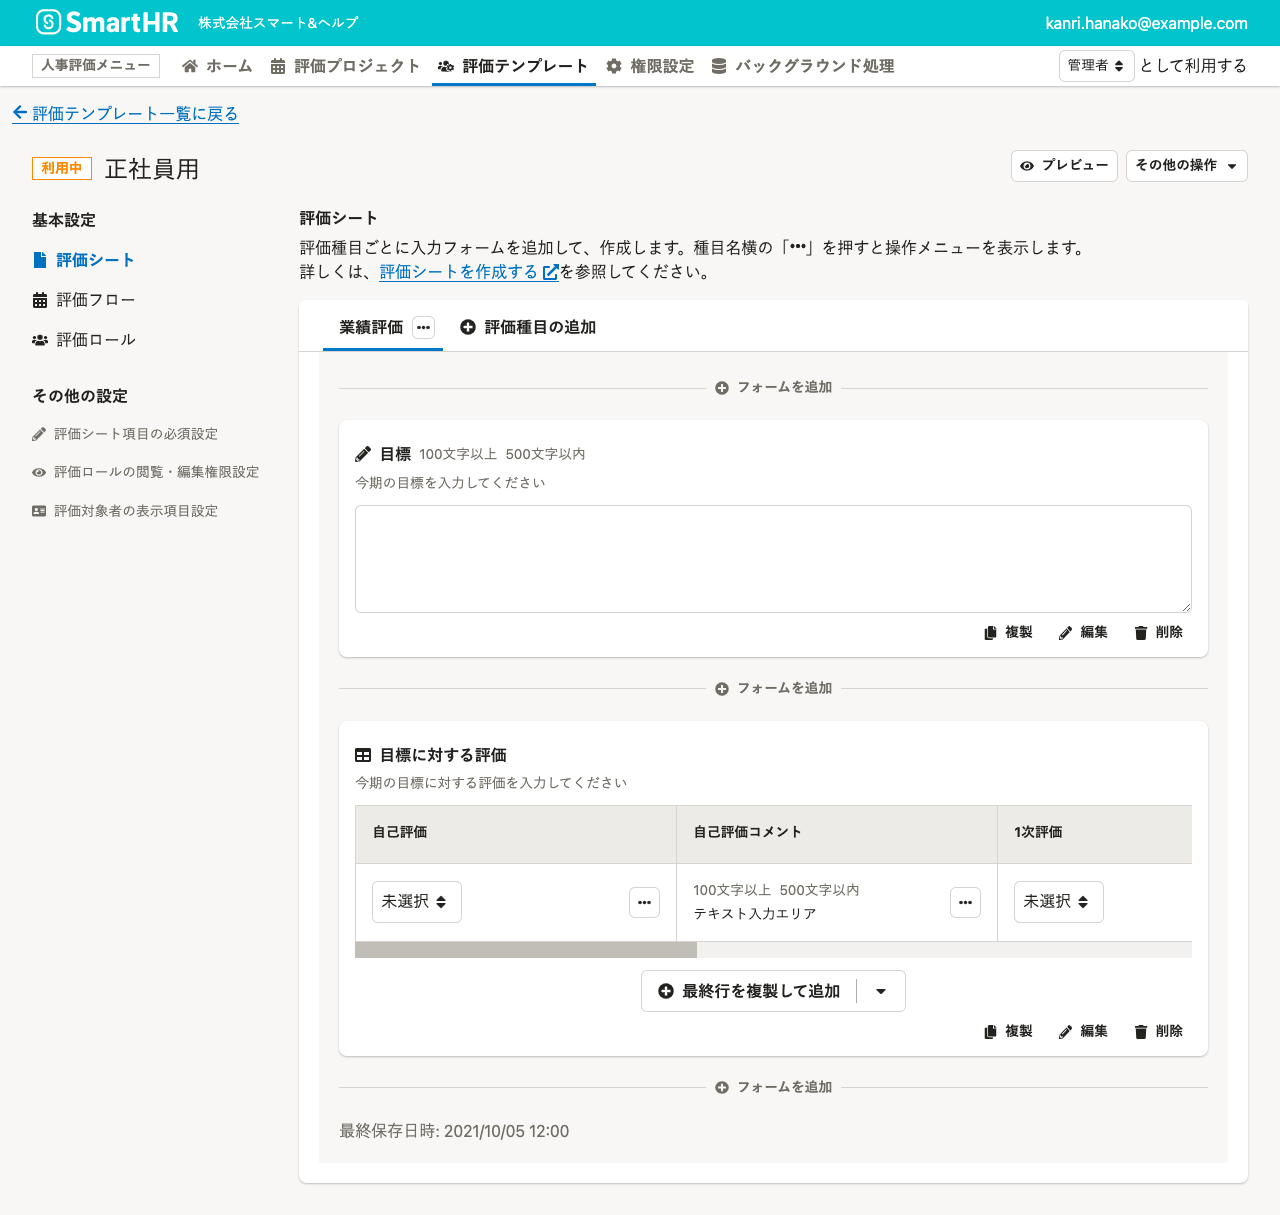 SmartHR 株式会社スマート&ヘルプ kanri.hanako@example.com
人事評価メニュー ホーム 評価プロジェクト 評価テンプレート 権限設定 バックグラウンド処理 管理者 として利用する
評価テンプレート一覧に戻る
利用中 正社員用 プレビュー その他の操作
基本設定
評価シート
評価フロー
評価ロール
その他の設定
評価シート項目の必須設定
評価ロールの閲覧・編集権限設定
評価対象者の表示項目設定
評価シート
評価種目ごとに入力フォームを追加して、作成します。種目名横の「•••」を押すと操作メニューを表示します。
詳しくは、評価シートを作成するを参照してください。
業績評価 ••• 評価種目の追加
フォームを追加
目標 100文字以上 500文字以内
今期の目標を入力してください
複製 編集 削除
フォームを追加
目標に対する評価
今期の目標に対する評価を入力してください
自己評価 自己評価コメント 1次評価
未選択 ••• 100文字以上 500文字以内 ••• 未選択
テキスト入力エリア
最終行を複製して追加
複製 編集 削除
フォームを追加
最終保存日時: 2021/10/05 12:00